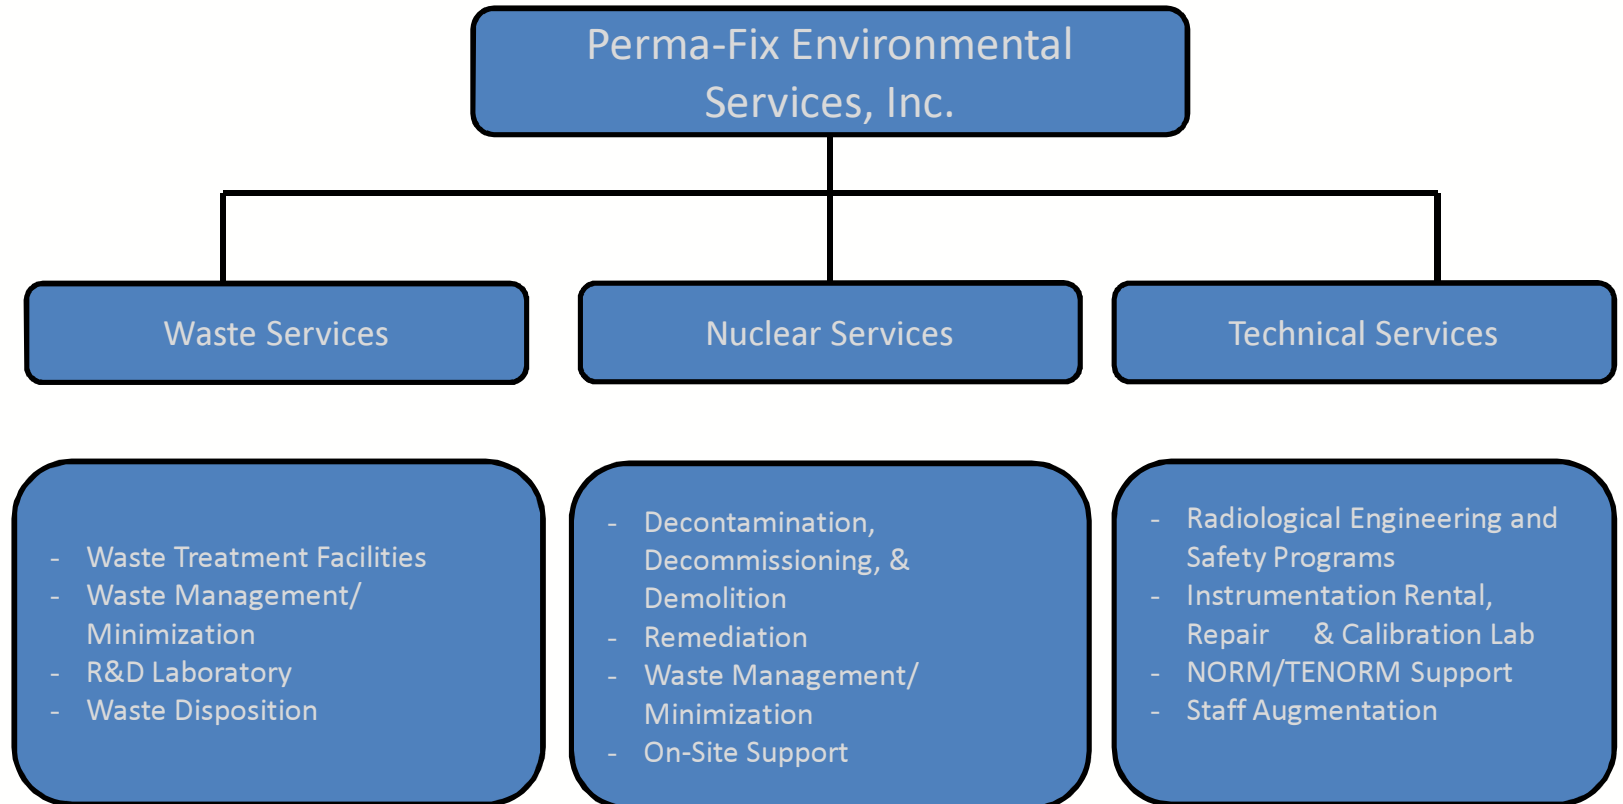 Perma-Fix Environmental
Services, Inc.
Waste Services
Nuclear Services
Technical Services
- Waste Treatment Facilities
- Waste Management/
Minimization
- R&D Laboratory
- Waste Disposition
- Decontamination,
Decommissioning, &
Demolition
- Remediation
- Waste Management/
Minimization
- On-Site Support
- Radiological Engineering and
Safety Programs
- Instrumentation Rental,
Repair & Calibration Lab
- NORM/TENORM Support
- Staff Augmentation